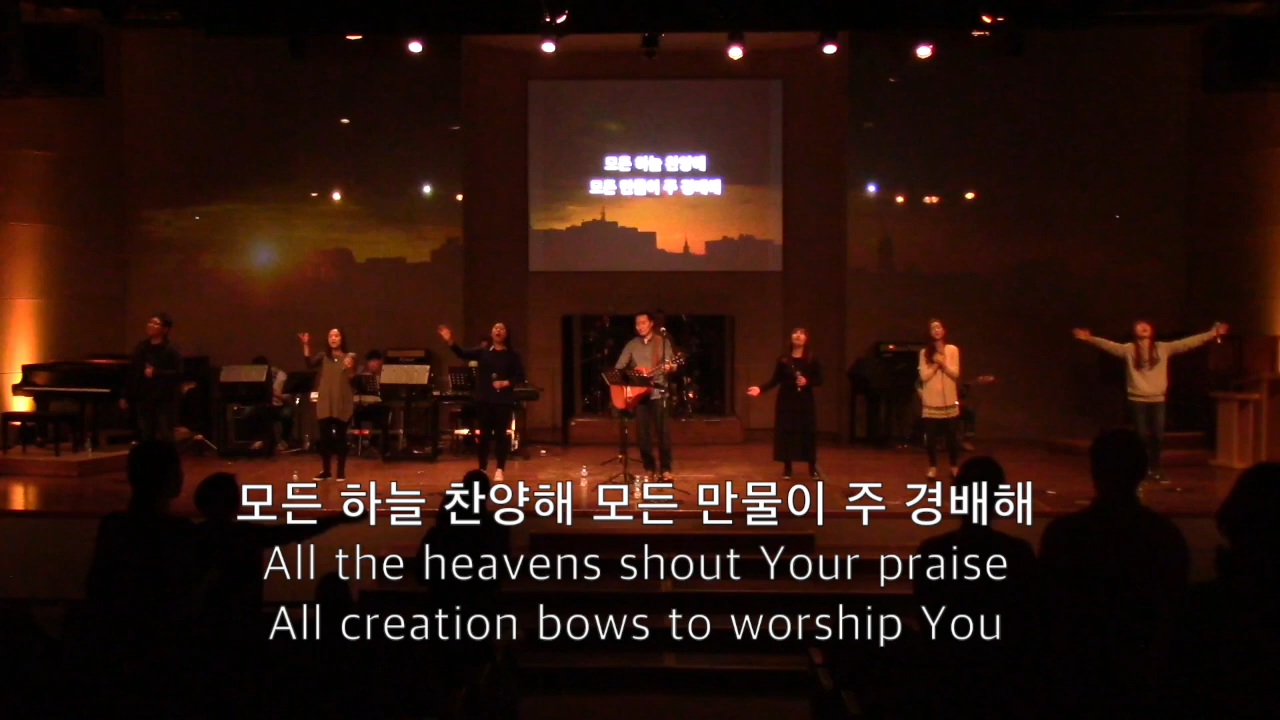 모든 하늘 찬양해
모든 만물이 주 경배해
모든 하늘 찬양해 모든 만물이 주 경배해
All the heavens shout Your praise
All creation bows to worship You